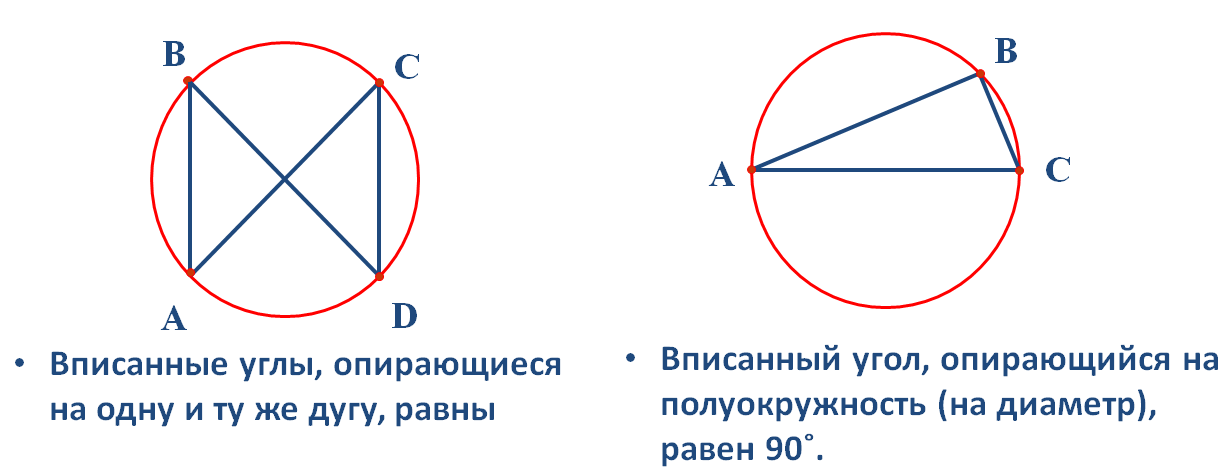 B
C
A
D
• Вписанные углы, опирающиеся
на одну и ту же дугу, равны
B
A
C
• Вписанный угол, опирающийся на
полуокружность (на диаметр),
равен 90˚.